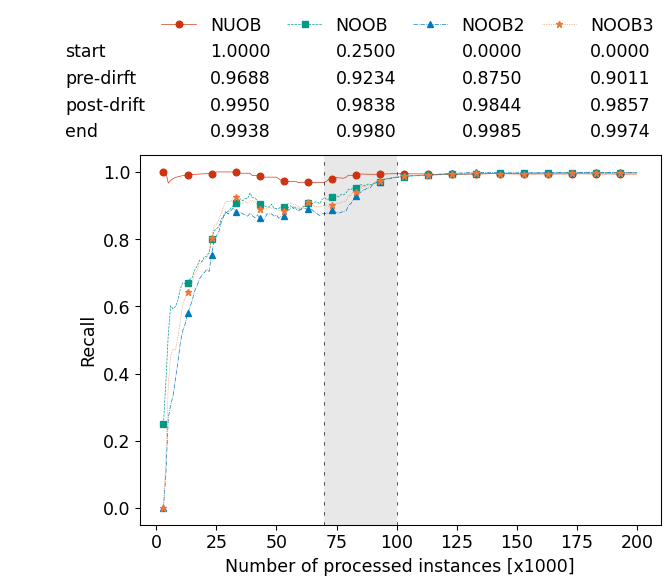 NUOB NOOB NOOB2 NOOB3
start 1.0000 0.2500 0.0000 0.0000
pre-dirft 0.9688 0.9234 0.8750 0.9011
post-drift 0.9950 0.9838 0.9844 0.9857
end 0.9938 0.9980 0.9985 0.9974
1.0
0.8
0.6
0.4
0.2
0.0
Recall
0 25 50 75 100 125 150 175 200
Number of processed instances [x1000]